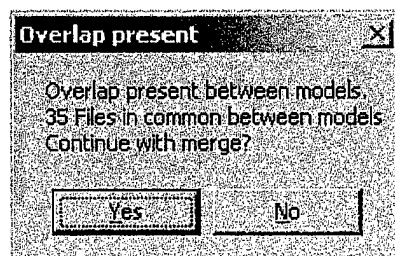 Overlap present
Overlap present between models.
35 Files in common between models
Continue with merge?
Yes
No